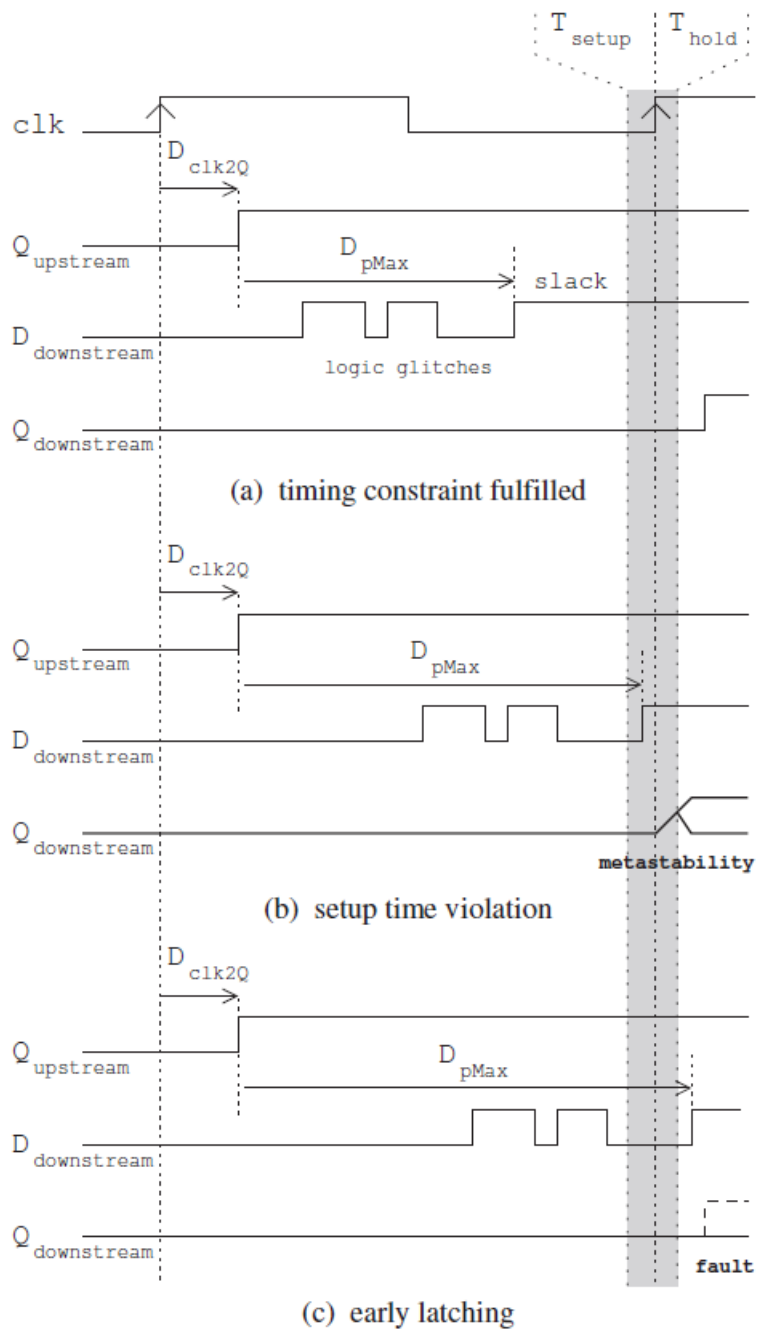 T setup T hold
clk
D clk2Q
Q upstream
D pMax
slack
D downstream
logic glitches
Q downstream
(a) timing constraint fulfilled
D clk2Q
Q upstream
D pMax
D downstream
Q downstream
metastability
(b) setup time violation
D clk2Q
Q upstream
D pMax
D downstream
Q downstream
fault
(c) early latching